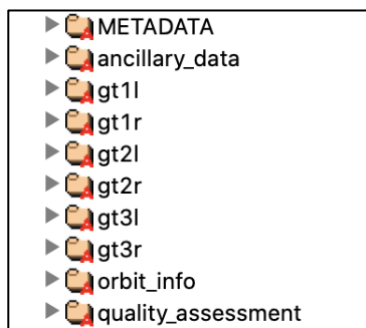 METADATA
ancillary_data
gt1l
gt1r
gt2l
gt2r
gt3l
gt3r
orbit_info
quality_assessment